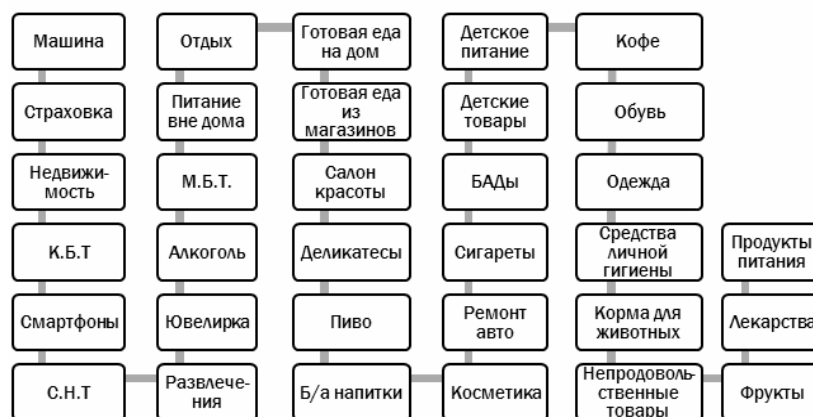 Машина
Страховка
Недвижи-
мость
К.Б.Т
Смартфоны
С.Н.Т
Отдых
Питание
вне дома
М.Б.Т.
Алкоголь
Ювелирка
Развлече-
ния
Готовая еда
на дом
Готовая еда
из
магазинов
Салон
красоты
Деликатесы
Пиво
Б/а напитки
Детское
питание
Детские
товары
БАДы
Сигареты
Ремонт
авто
Косметика
Кофе
Обувь
Одежда
Средства
личной
гигиены
Корма для
животных
Непродоволь-
ственные
товары
Продукты
питания
Лекарства
Фрукты